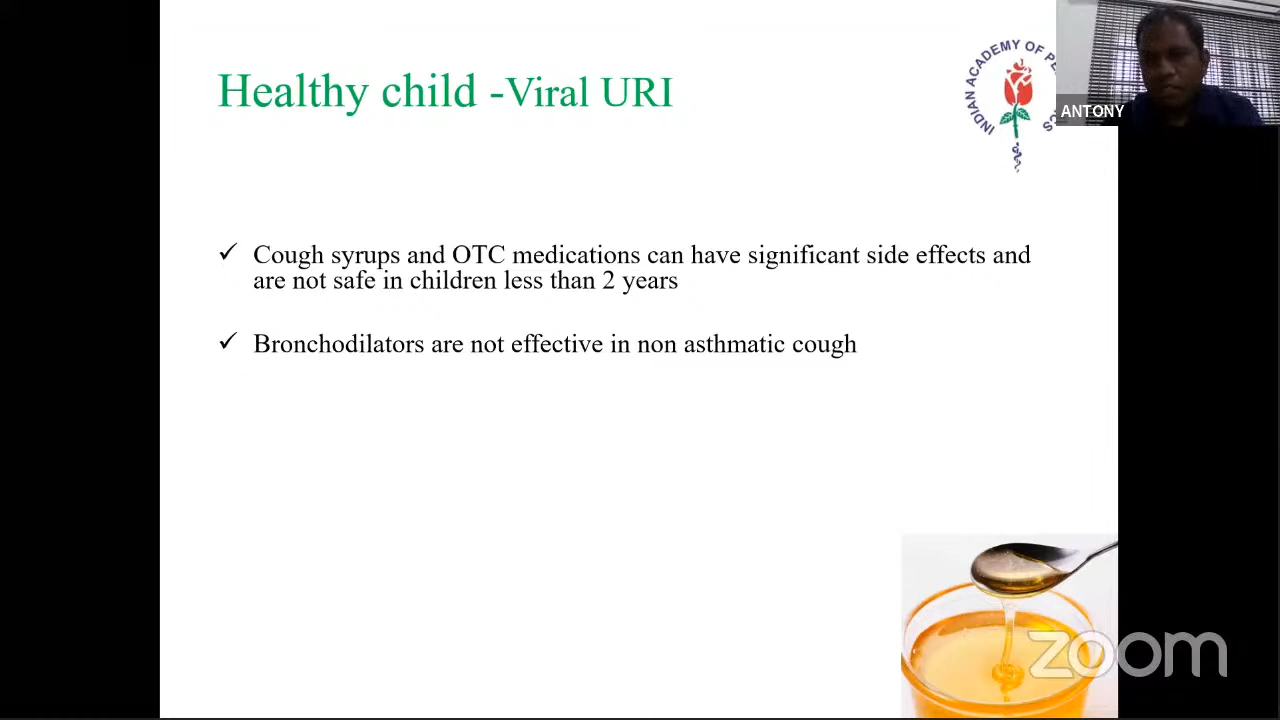 Healthy child -Viral URI
INDIAN ACADEMY OF
ANTONY
✓ Cough syrups and OTC medications can have significant side effects and
are not safe in children less than 2 years
✓ Bronchodilators are not effective in non asthmatic cough
zoom